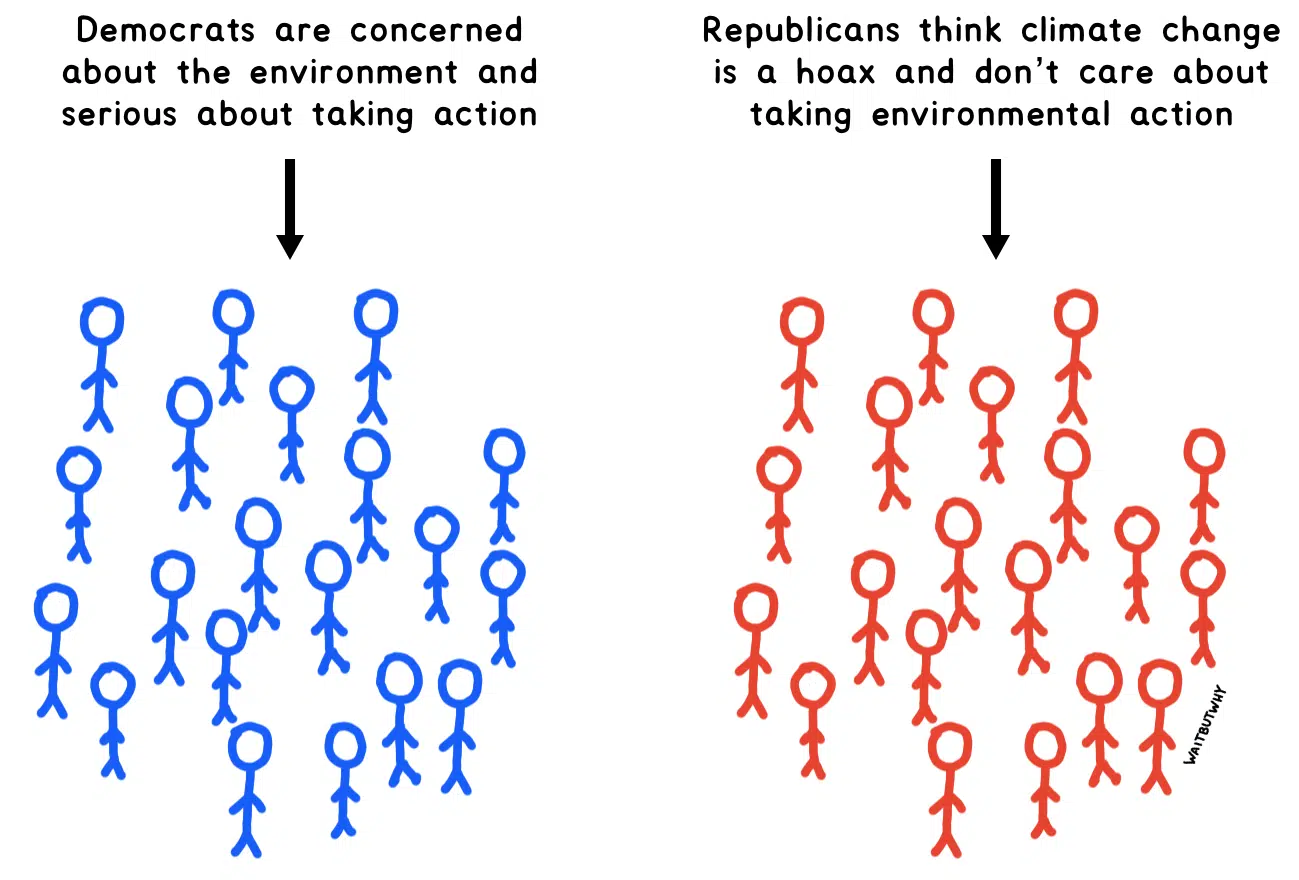 Democrats are concerned
about the environment and
serious about taking action
Republicans think climate change
is a hoax and don't care about
taking environmental action
WAITBUTWHY